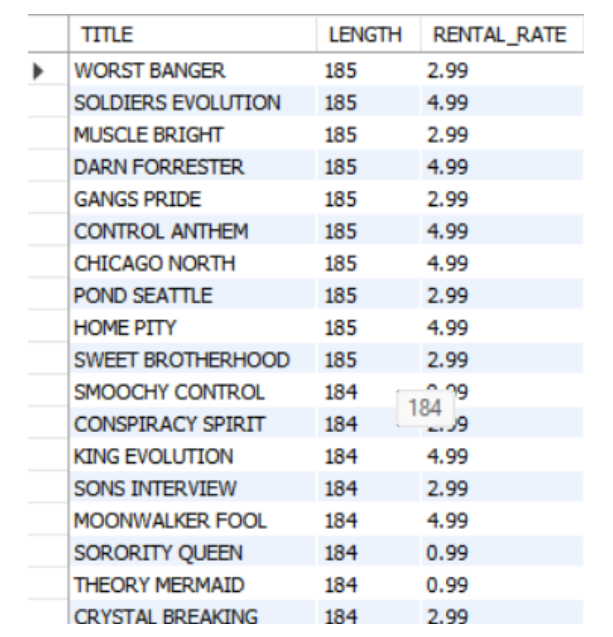 TITLE LENGTH RENTAL_RATE
WORST BANGER 185 2.99
SOLDIERS EVOLUTION 185 4.99
MUSCLE BRIGHT 185 2.99
DARN FORRESTER 185 4.99
GANGS PRIDE 185 2.99
CONTROL ANTHEM 185 4.99
CHICAGO NORTH 185 4.99
POND SEATTLE 185 2.99
HOME PITY 185 4.99
SWEET BROTHERHOOD 185 2.99
SMOOCHY CONTROL 184
184
CONSPIRACY SPIRIT 184
KING EVOLUTION 184 4.99
SONS INTERVIEW 184 2.99
MOONWALKER FOOL 184 4.99
SORORITY QUEEN 184 0.99
THEORY MERMAID 184 0.99
CRYSTAL BREAKING 184 2.99